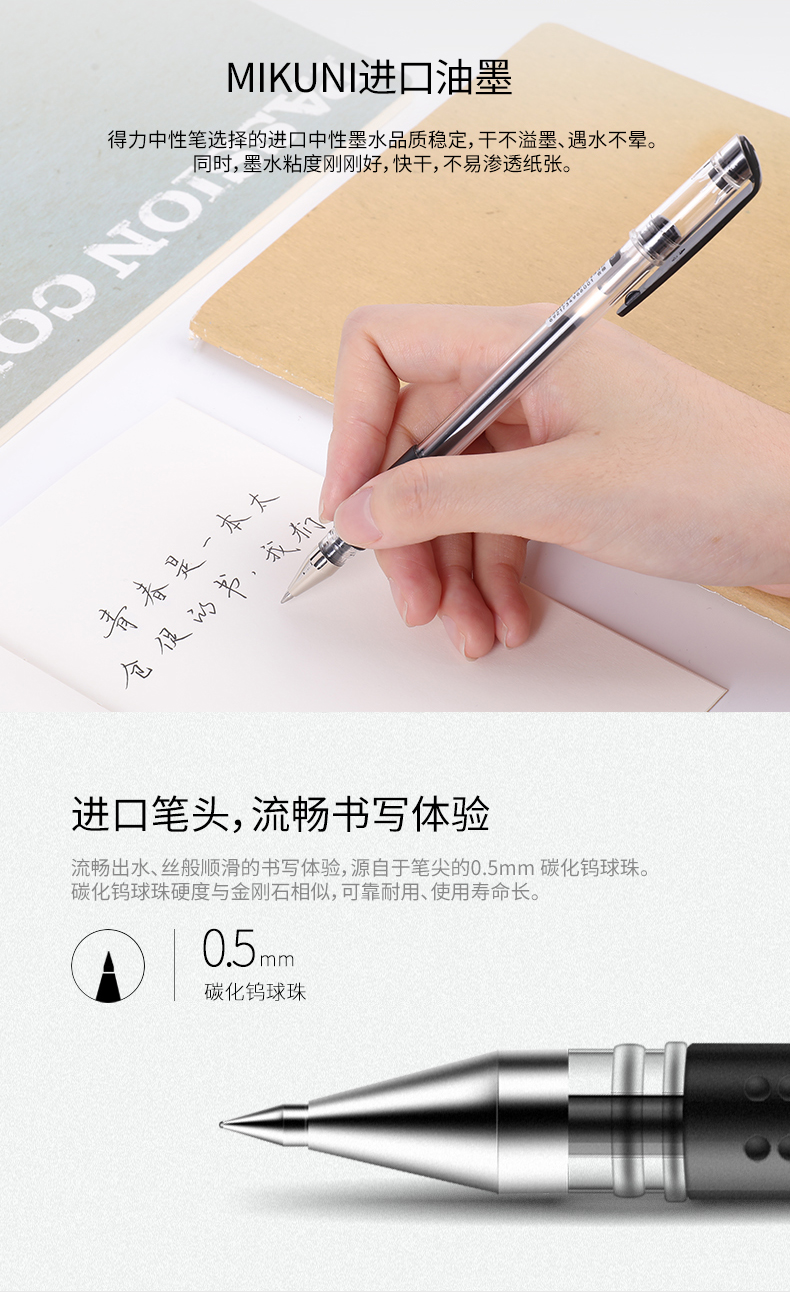 MIKUNI进口油墨
得力中性笔选择的进口中性墨水品质稳定，干不溢墨、遇水不晕。
同时，墨水粘度刚刚好，快干，不易渗透纸张。
FASHION CO
青春是一本太
仓促的书，我们
进口笔头，流畅书写体验
流畅出水、丝般顺滑的书写体验，源自于笔尖的0.5mm 碳化钨球珠。
碳化钨球珠硬度与金刚石相似，可靠耐用、使用寿命长。
0.5mm
碳化钨球珠